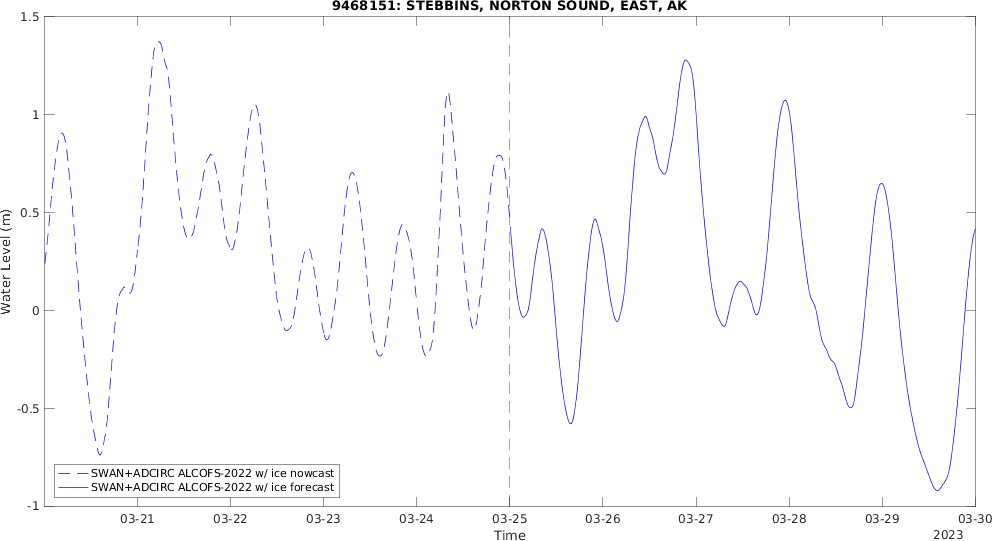 9468151: STEBBINS, NORTON SOUND, EAST, AK
1.5
1
0.5
0
-0.5
-1
Water Level (m)
SWAN+ADCIRC ALCOFS-2022 w/ ice nowcast
SWAN+ADCIRC ALCOFS-2022 w/ ice forecast
03-21 03-22 03-23 03-24 03-25 03-26 03-27 03-28 03-29 03-30
Time
2023